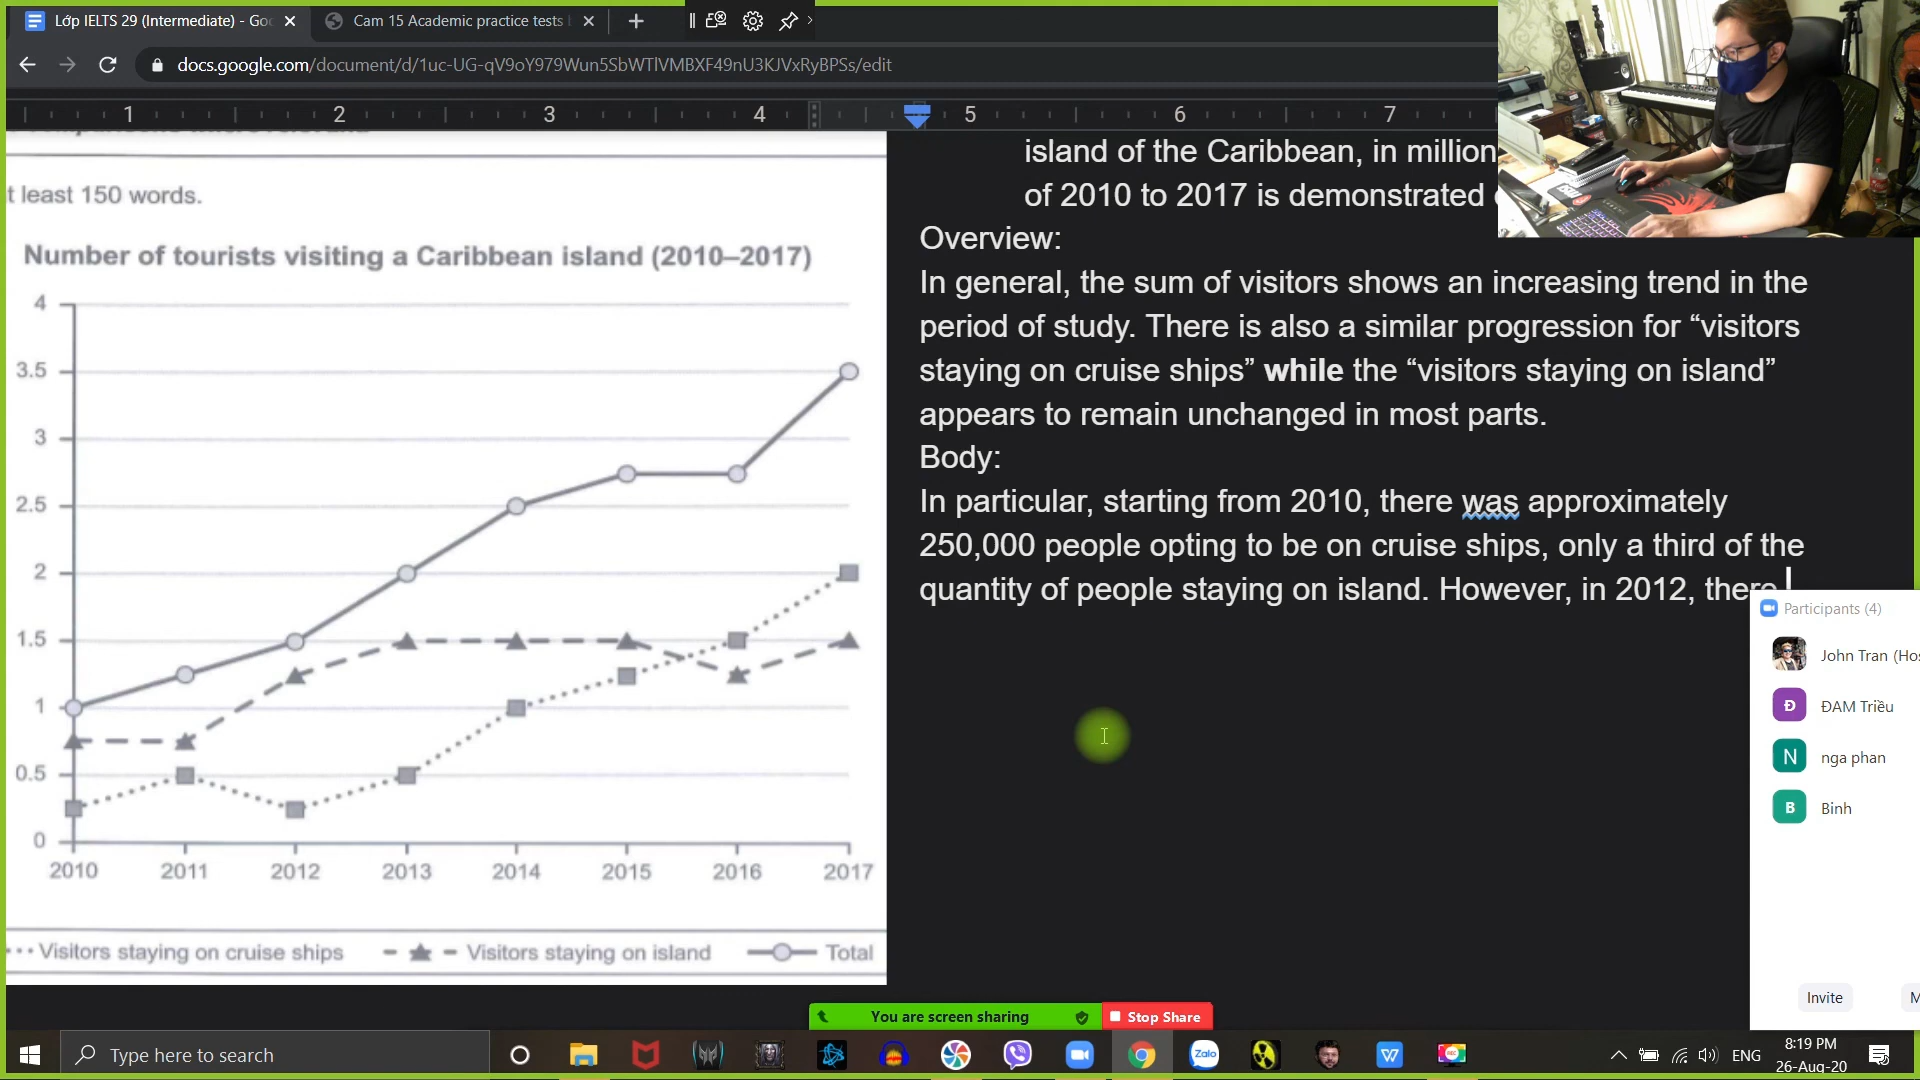 Lớp IELTS 29 (Intermediate) - Goo
Cam 15 Academic practice tests
docs.google.com/document/d/1uc-UG-qV9oY979Wun5SbWTlVMBXF49nU3KJVxRyBPSs/edit
1 2 3 4 5 6 7
t least 150 words.
Number of tourists visiting a Caribbean island (2010–2017)
4
3.5
3
2.5
2
1.5
1
0.5
0
2010 2011 2012 2013 2014 2015 2016 2017
Visitors staying on cruise ships Visitors staying on island Total
island of the Caribbean, in million
of 2010 to 2017 is demonstrated
Overview:
In general, the sum of visitors shows an increasing trend in the
period of study. There is also a similar progression for “visitors
staying on cruise ships” while the “visitors staying on island”
appears to remain unchanged in most parts.
Body:
In particular, starting from 2010, there was approximately
250,000 people opting to be on cruise ships, only a third of the
quantity of people staying on island. However, in 2012, there
Participants (4)
John Tran (Hos
Đ ĐAM Triều
N nga phan
B Binh
Invite M
You are screen sharing Stop Share
Type here to search
Zalo
W
ENG
8:19 PM
26-Aug-20